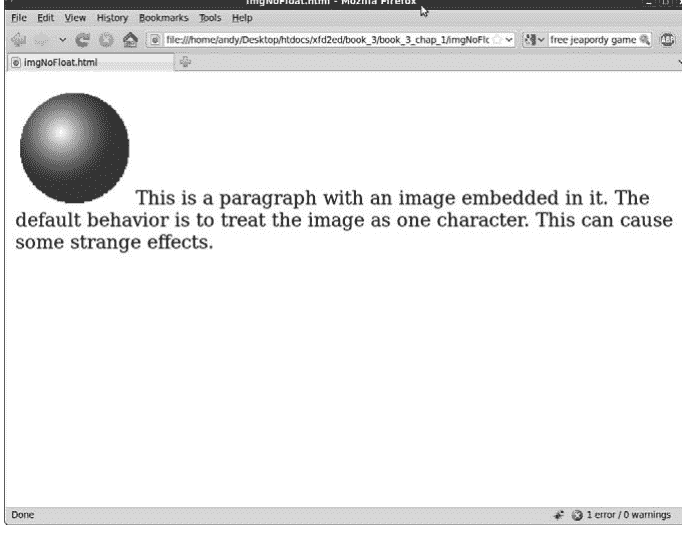 imgNoFloat.html - Mozilla Firefox
File Edit View History Bookmarks Tools Help
file:///home/andy/Desktop/htdocs/xfd2ed/book_3/book_3_chap_1/imgNoFlc free jeapordy game ABP
imgNoFloat.html
This is a paragraph with an image embedded in it. The
default behavior is to treat the image as one character. This can cause
some strange effects.
Done 1 error / 0 warnings